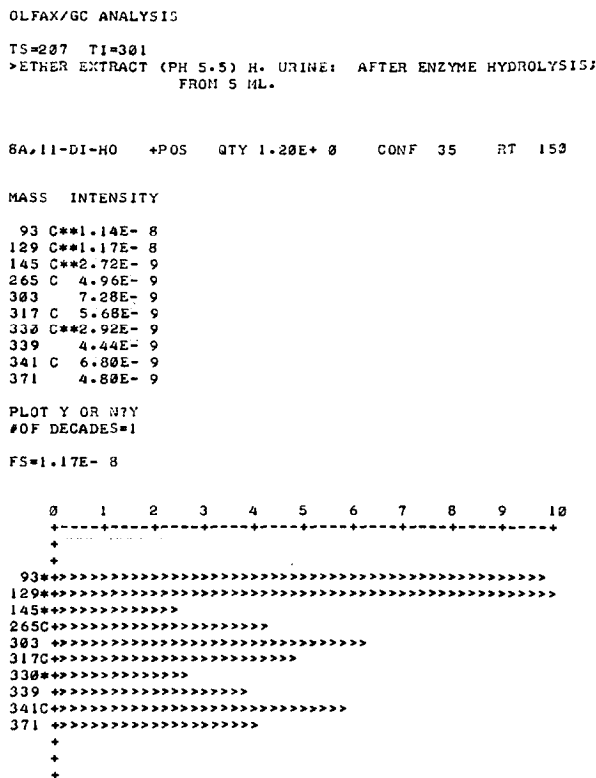 OLFAX/GC ANALYSIS
TS=207 TI=301
>ETHER EXTRACT (PH 5.5) H. URINE: AFTER ENZYME HYDROLYSIS;
FROM 5 ML.
8A,11-DI-HO +POS QTY 1.20E+ 0 CONF 35 RT 153
MASS INTENSITY
93 C**1.14E- 8
129 C**1.17E- 8
145 C**2.72E- 9
265 C 4.96E- 9
303 7.28E- 9
317 C 5.68E- 9
330 C**2.92E- 9
339 4.44E- 9
341 C 6.80E- 9
371 4.80E- 9
PLOT Y OR N?Y
#OF DECADES=1
FS=1.17E- 8
0 1 2 3 4 5 6 7 8 9 10
+----+----+----+----+----+----+----+----+----+----+
+
+
93*+>>>>>>>>>>>>>>>>>>>>>>>>>>>>>>>>>>>>>>>>>>>>>>>>>
129*+>>>>>>>>>>>>>>>>>>>>>>>>>>>>>>>>>>>>>>>>>>>>>>>>>>
145*+>>>>>>>>>>>>
265C+>>>>>>>>>>>>>>>>>>>>>
303 +>>>>>>>>>>>>>>>>>>>>>>>>>>>>>>>
317C+>>>>>>>>>>>>>>>>>>>>>>>>
330*+>>>>>>>>>>>>>
339 +>>>>>>>>>>>>>>>>>>>
341C+>>>>>>>>>>>>>>>>>>>>>>>>>>>>>
371 +>>>>>>>>>>>>>>>>>>>>
+
+
+